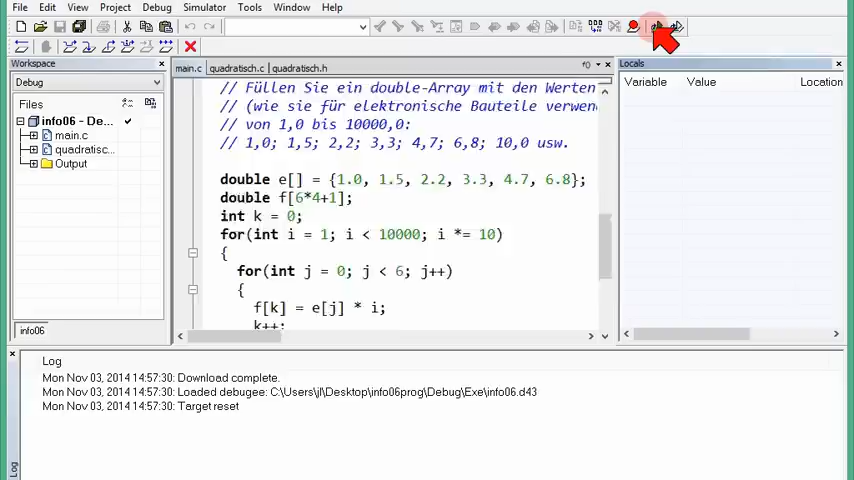 File Edit View Project Debug Simulator Tools Window Help
Workspace
Debug
Files
info06 - De...
main.c
quadratisch...
Output
info06
main.c quadratisch.c quadratisch.h
f()
// Füllen Sie ein double-Array mit den Werten
// (wie sie für elektronische Bauteile verwen
// von 1,0 bis 10000,0:
// 1,0; 1,5; 2,2; 3,3; 4,7; 6,8; 10,0 usw.
double e[] = {1.0, 1.5, 2.2, 3.3, 4.7, 6.8};
double f[6*4+1];
int k = 0;
for(int i = 1; i < 10000; i *= 10)
{
for(int j = 0; j < 6; j++)
{
f[k] = e[j] * i;
k++;
Locals
Variable Value Location
Log
Mon Nov 03, 2014 14:57:30: Download complete.
Mon Nov 03, 2014 14:57:30: Loaded debugee: C:\Users\jl\Desktop\info06prog\Debug\Exe\info06.d43
Mon Nov 03, 2014 14:57:30: Target reset
Log